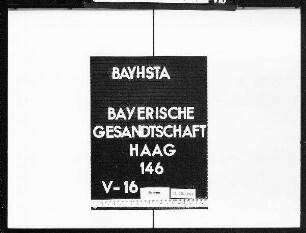 BAYHSTA
BAYERISCHE
GESANDTSCHAFT
HAAG
146
V-16